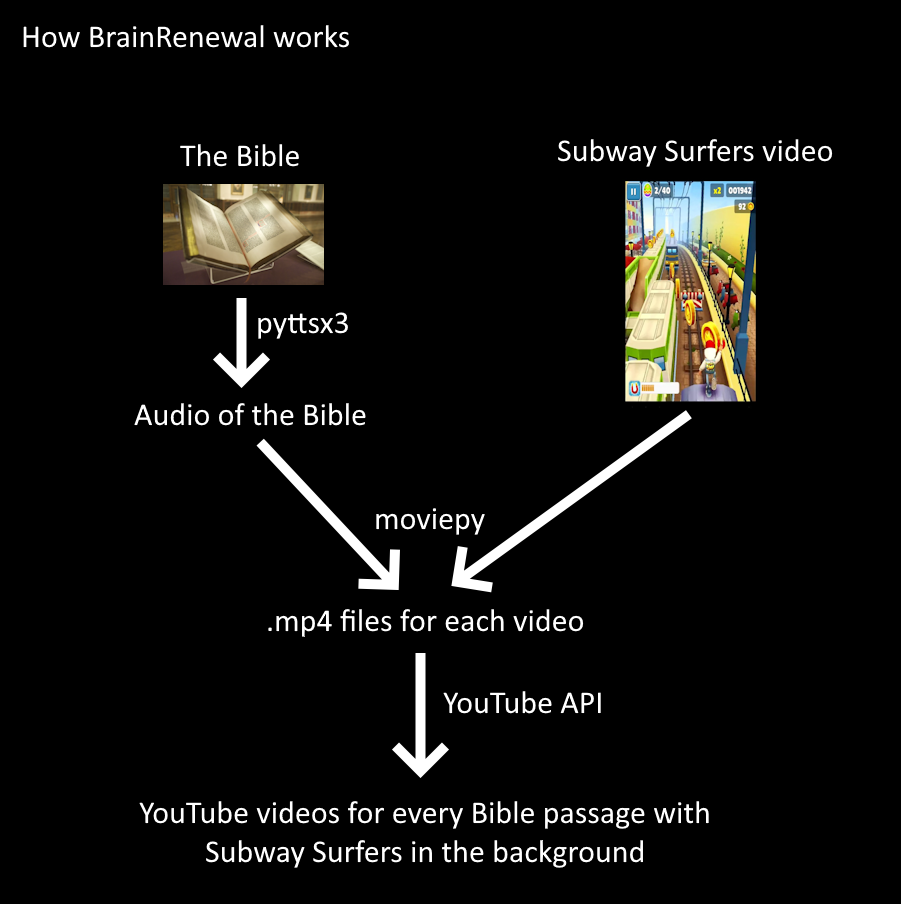 How BrainRenewal works
The Bible
Subway Surfers video
2/40
x2 001942
92
pyttsx3
Audio of the Bible
moviepy
.mp4 files for each video
YouTube API
YouTube videos for every Bible passage with
Subway Surfers in the background